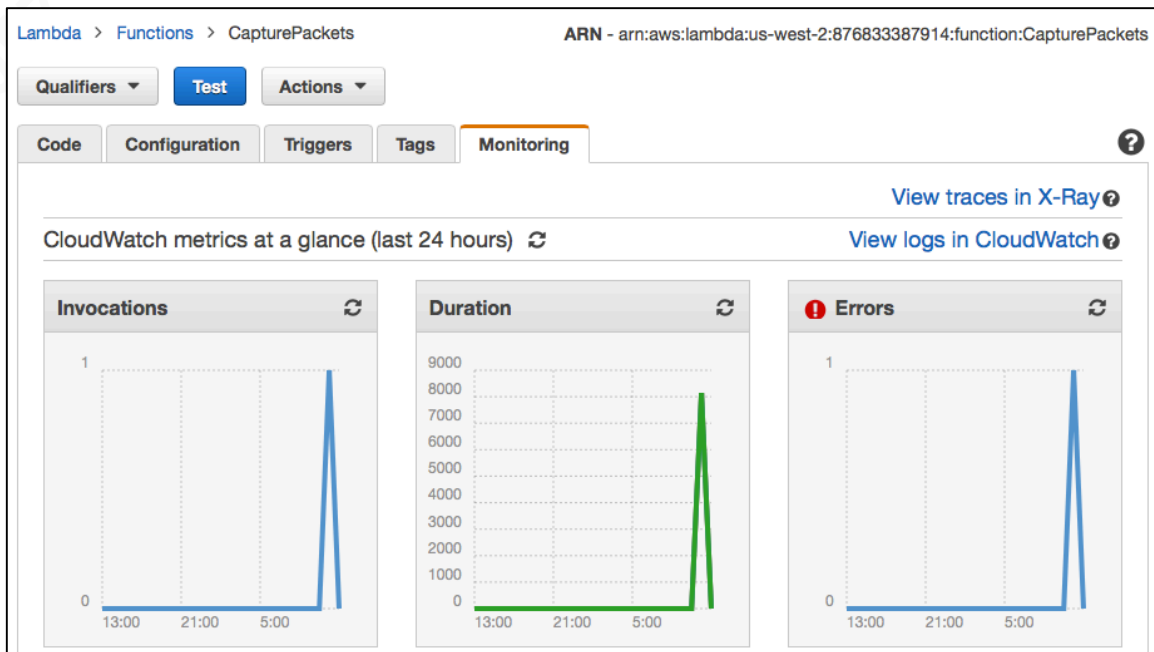 Lambda > Functions > CapturePackets
ARN - arn:aws:lambda:us-west-2:876833387914:function:CapturePackets
Qualifiers Test Actions
Code Configuration Triggers Tags Monitoring
View traces in X-Ray
CloudWatch metrics at a glance (last 24 hours)
View logs in CloudWatch
Invocations
1
0
13:00 21:00 5:00
Duration
9000
8000
7000
6000
5000
4000
3000
2000
1000
0
13:00 21:00 5:00
Errors
1
0
13:00 21:00 5:00